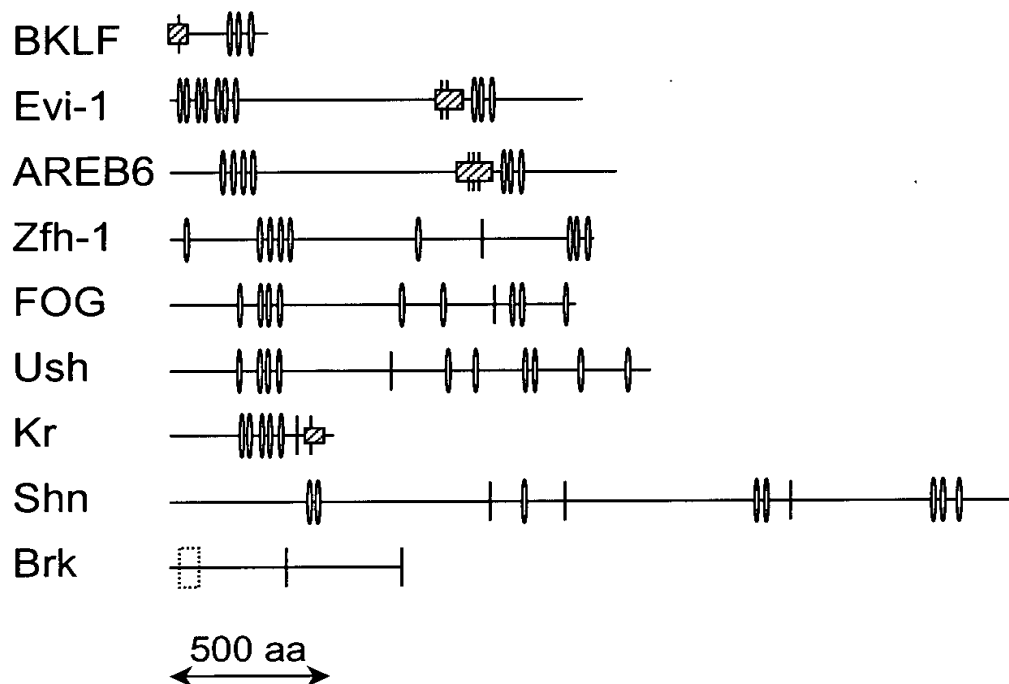 BKLF
Evi-1
AREB6
Zfh-1
FOG
Ush
Kr
Shn
Brk
500 aa